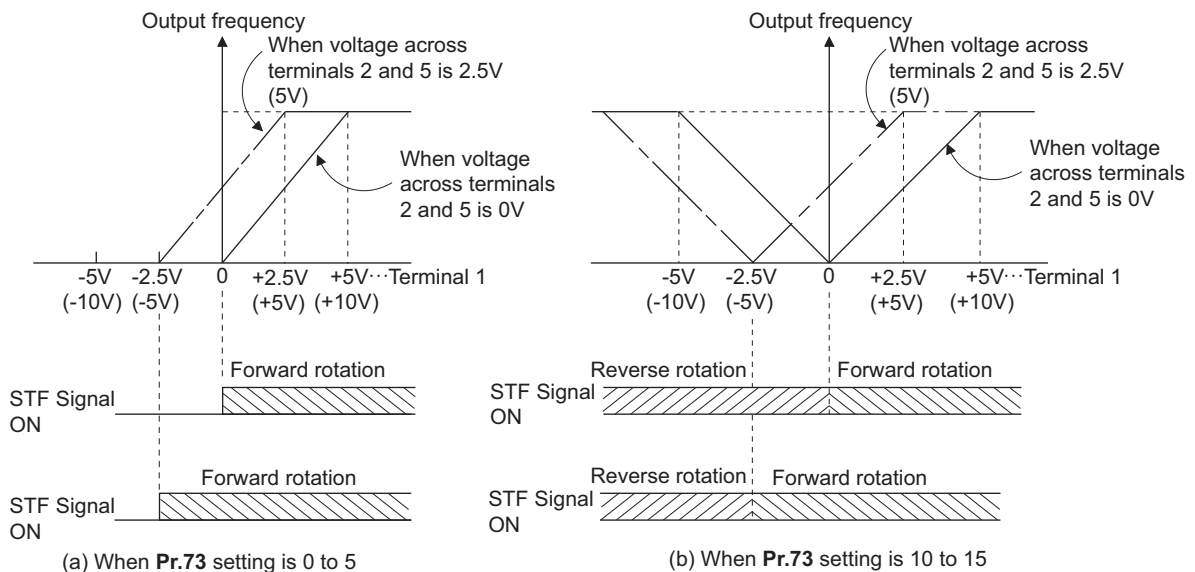 Output frequency
When voltage across
terminals 2 and 5 is 2.5V
(5V)
When voltage
across terminals
2 and 5 is 0V
-5V -2.5V 0 +2.5V +5V···Terminal 1
(-10V) (-5V) (+5V) (+10V)
Forward rotation
STF Signal
ON
Forward rotation
STF Signal
ON
(a) When Pr.73 setting is 0 to 5
Output frequency
When voltage across
terminals 2 and 5 is 2.5V
(5V)
When voltage
across terminals
2 and 5 is 0V
-5V -2.5V 0 +2.5V +5V···Terminal 1
(-10V) (-5V) (+5V) (+10V)
Reverse rotation Forward rotation
STF Signal
ON
Reverse rotation Forward rotation
STF Signal
ON
(b) When Pr.73 setting is 10 to 15